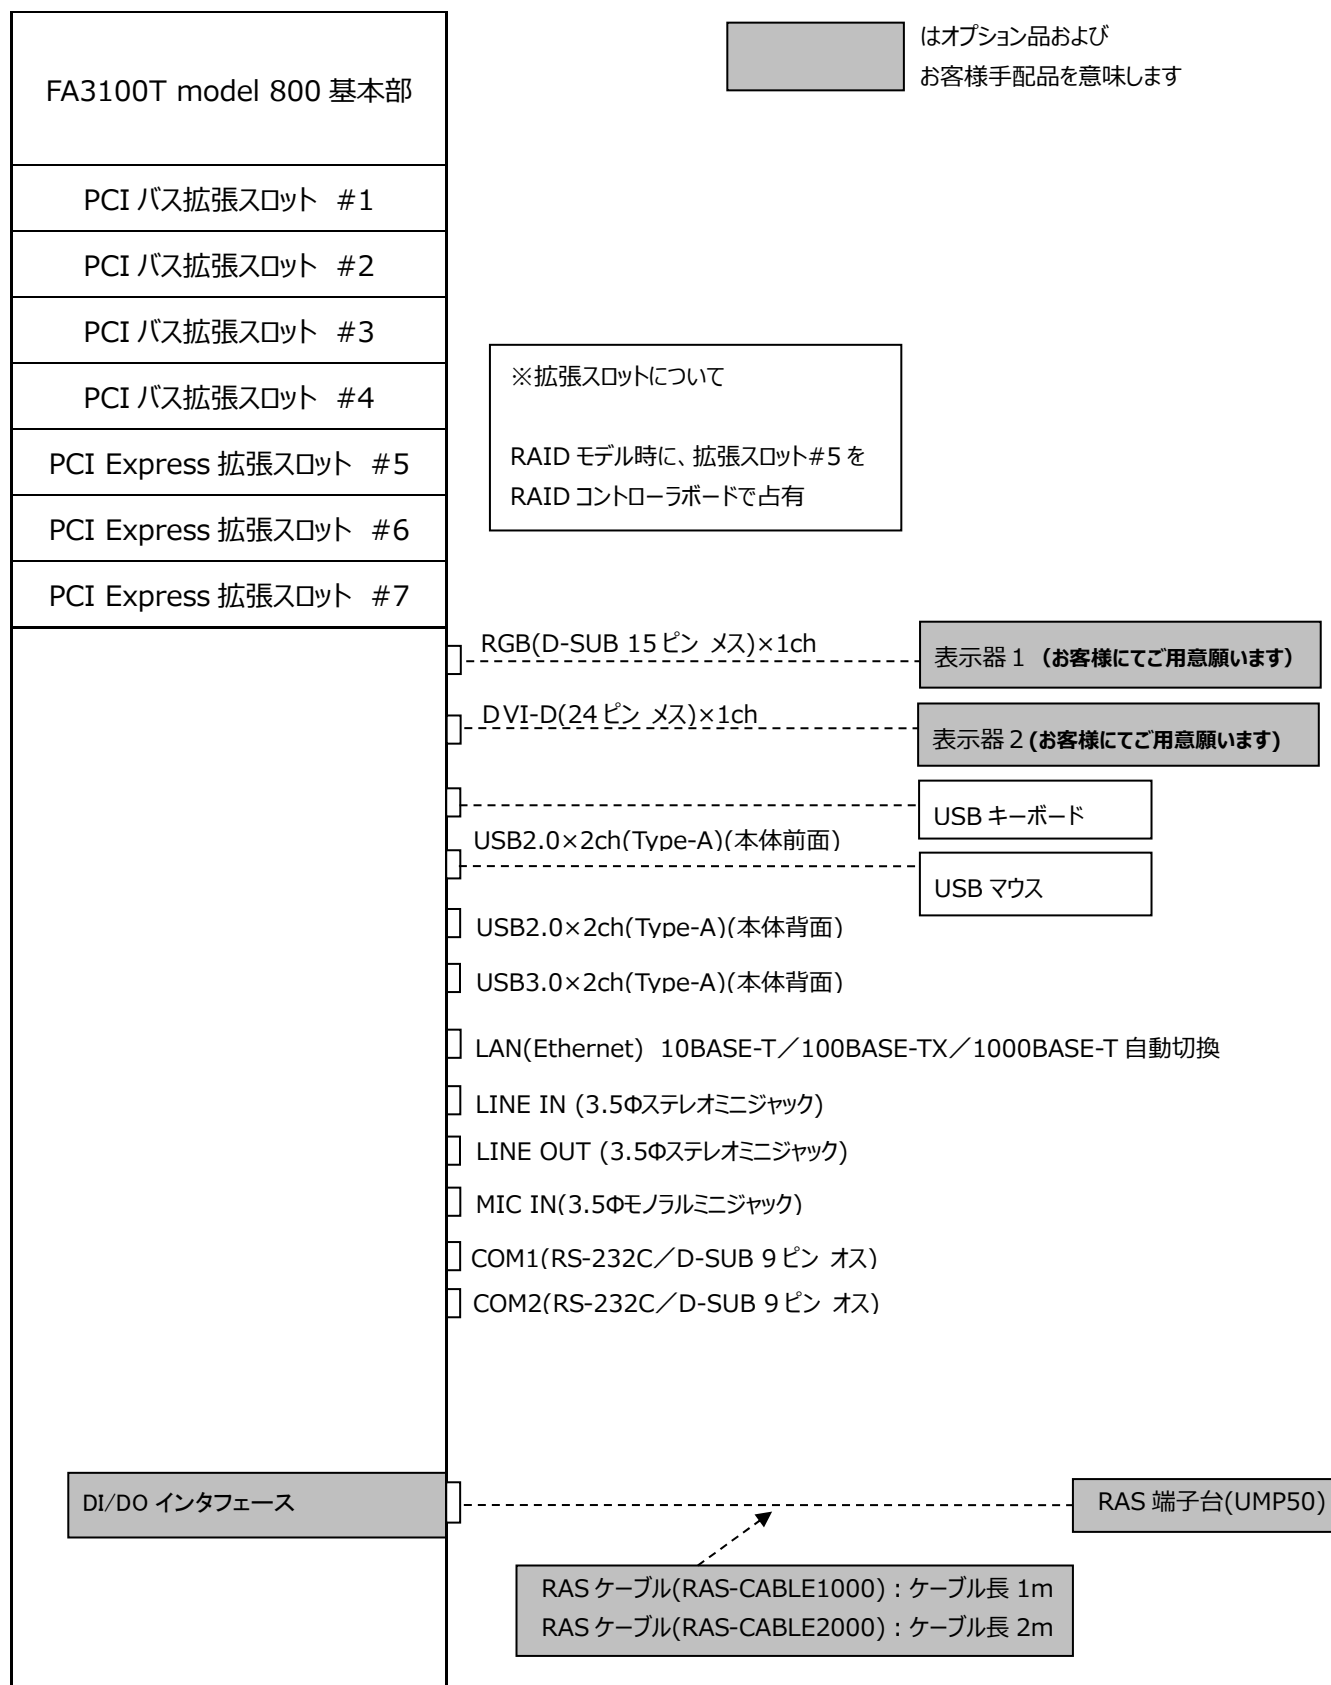 はオプション品および
お客様手配品を意味します
FA3100T model 800 基本部
PCI バス拡張スロット #1
PCI バス拡張スロット #2
PCI バス拡張スロット #3
PCI バス拡張スロット #4
PCI Express 拡張スロット #5
PCI Express 拡張スロット #6
PCI Express 拡張スロット #7
※拡張スロットについて
RAID モデル時に、拡張スロット#5 を
RAID コントローラボードで占有
RGB(D-SUB 15 ピン メス)×1ch
表示器 1 (お客様にてご用意願います)
DVI-D(24 ピン メス)×1ch
表示器 2 (お客様にてご用意願います)
USB キーボード
USB2.0×2ch(Type-A)(本体前面)
USB マウス
USB2.0×2ch(Type-A)(本体背面)
USB3.0×2ch(Type-A)(本体背面)
LAN(Ethernet) 10BASE-T／100BASE-TX／1000BASE-T 自動切換
LINE IN (3.5Φステレオミニジャック)
LINE OUT (3.5Φステレオミニジャック)
MIC IN(3.5Φモノラルミニジャック)
COM1(RS-232C／D-SUB 9 ピン オス)
COM2(RS-232C／D-SUB 9 ピン オス)
DI/DO インタフェース
RAS 端子台(UMP50)
RAS ケーブル(RAS-CABLE1000)：ケーブル長 1m
RAS ケーブル(RAS-CABLE2000)：ケーブル長 2m